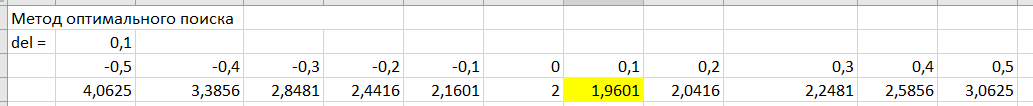 Метод оптимального поиска
del = 0,1
-0,5 -0,4 -0,3 -0,2 -0,1 0 0,1 0,2 0,3 0,4 0,5
4,0625 3,3856 2,8481 2,4416 2,1601 2 1,9601 2,0416 2,2481 2,5856 3,0625